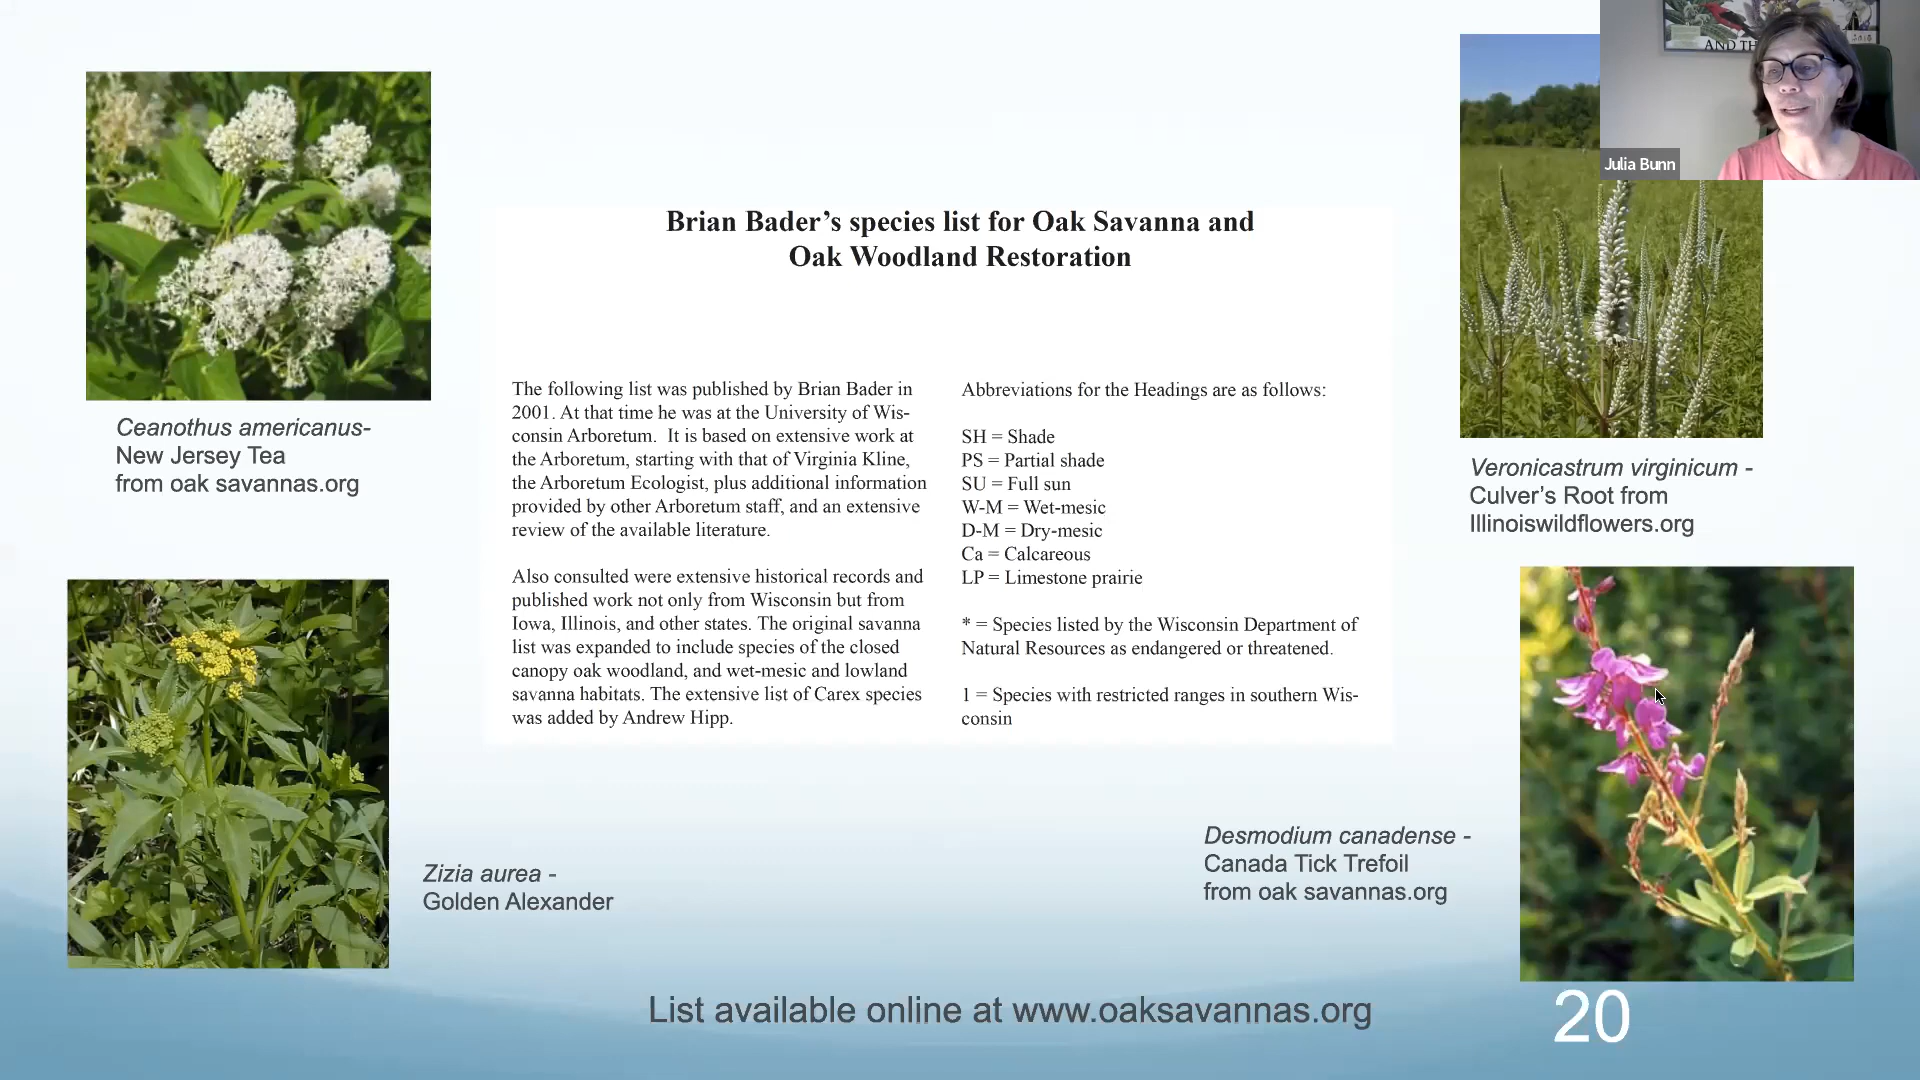 AND TH
Julia Bunn
Brian Bader’s species list for Oak Savanna and
Oak Woodland Restoration
The following list was published by Brian Bader in
2001. At that time he was at the University of Wis-
consin Arboretum.  It is based on extensive work at
the Arboretum, starting with that of Virginia Kline,
the Arboretum Ecologist, plus additional information
provided by other Arboretum staff, and an extensive
review of the available literature.
Also consulted were extensive historical records and
published work not only from Wisconsin but from
Iowa, Illinois, and other states. The original savanna
list was expanded to include species of the closed
canopy oak woodland, and wet-mesic and lowland
savanna habitats. The extensive list of Carex species
was added by Andrew Hipp.
Abbreviations for the Headings are as follows:
SH = Shade
PS = Partial shade
SU = Full sun
W-M = Wet-mesic
D-M = Dry-mesic
Ca = Calcareous
LP = Limestone prairie
* = Species listed by the Wisconsin Department of
Natural Resources as endangered or threatened.
1 = Species with restricted ranges in southern Wis-
consin
Ceanothus americanus-
New Jersey Tea
from oak savannas.org
Veronicastrum virginicum -
Culver’s Root from
Illinoiswildflowers.org
Zizia aurea -
Golden Alexander
Desmodium canadense -
Canada Tick Trefoil
from oak savannas.org
List available online at www.oaksavannas.org
20